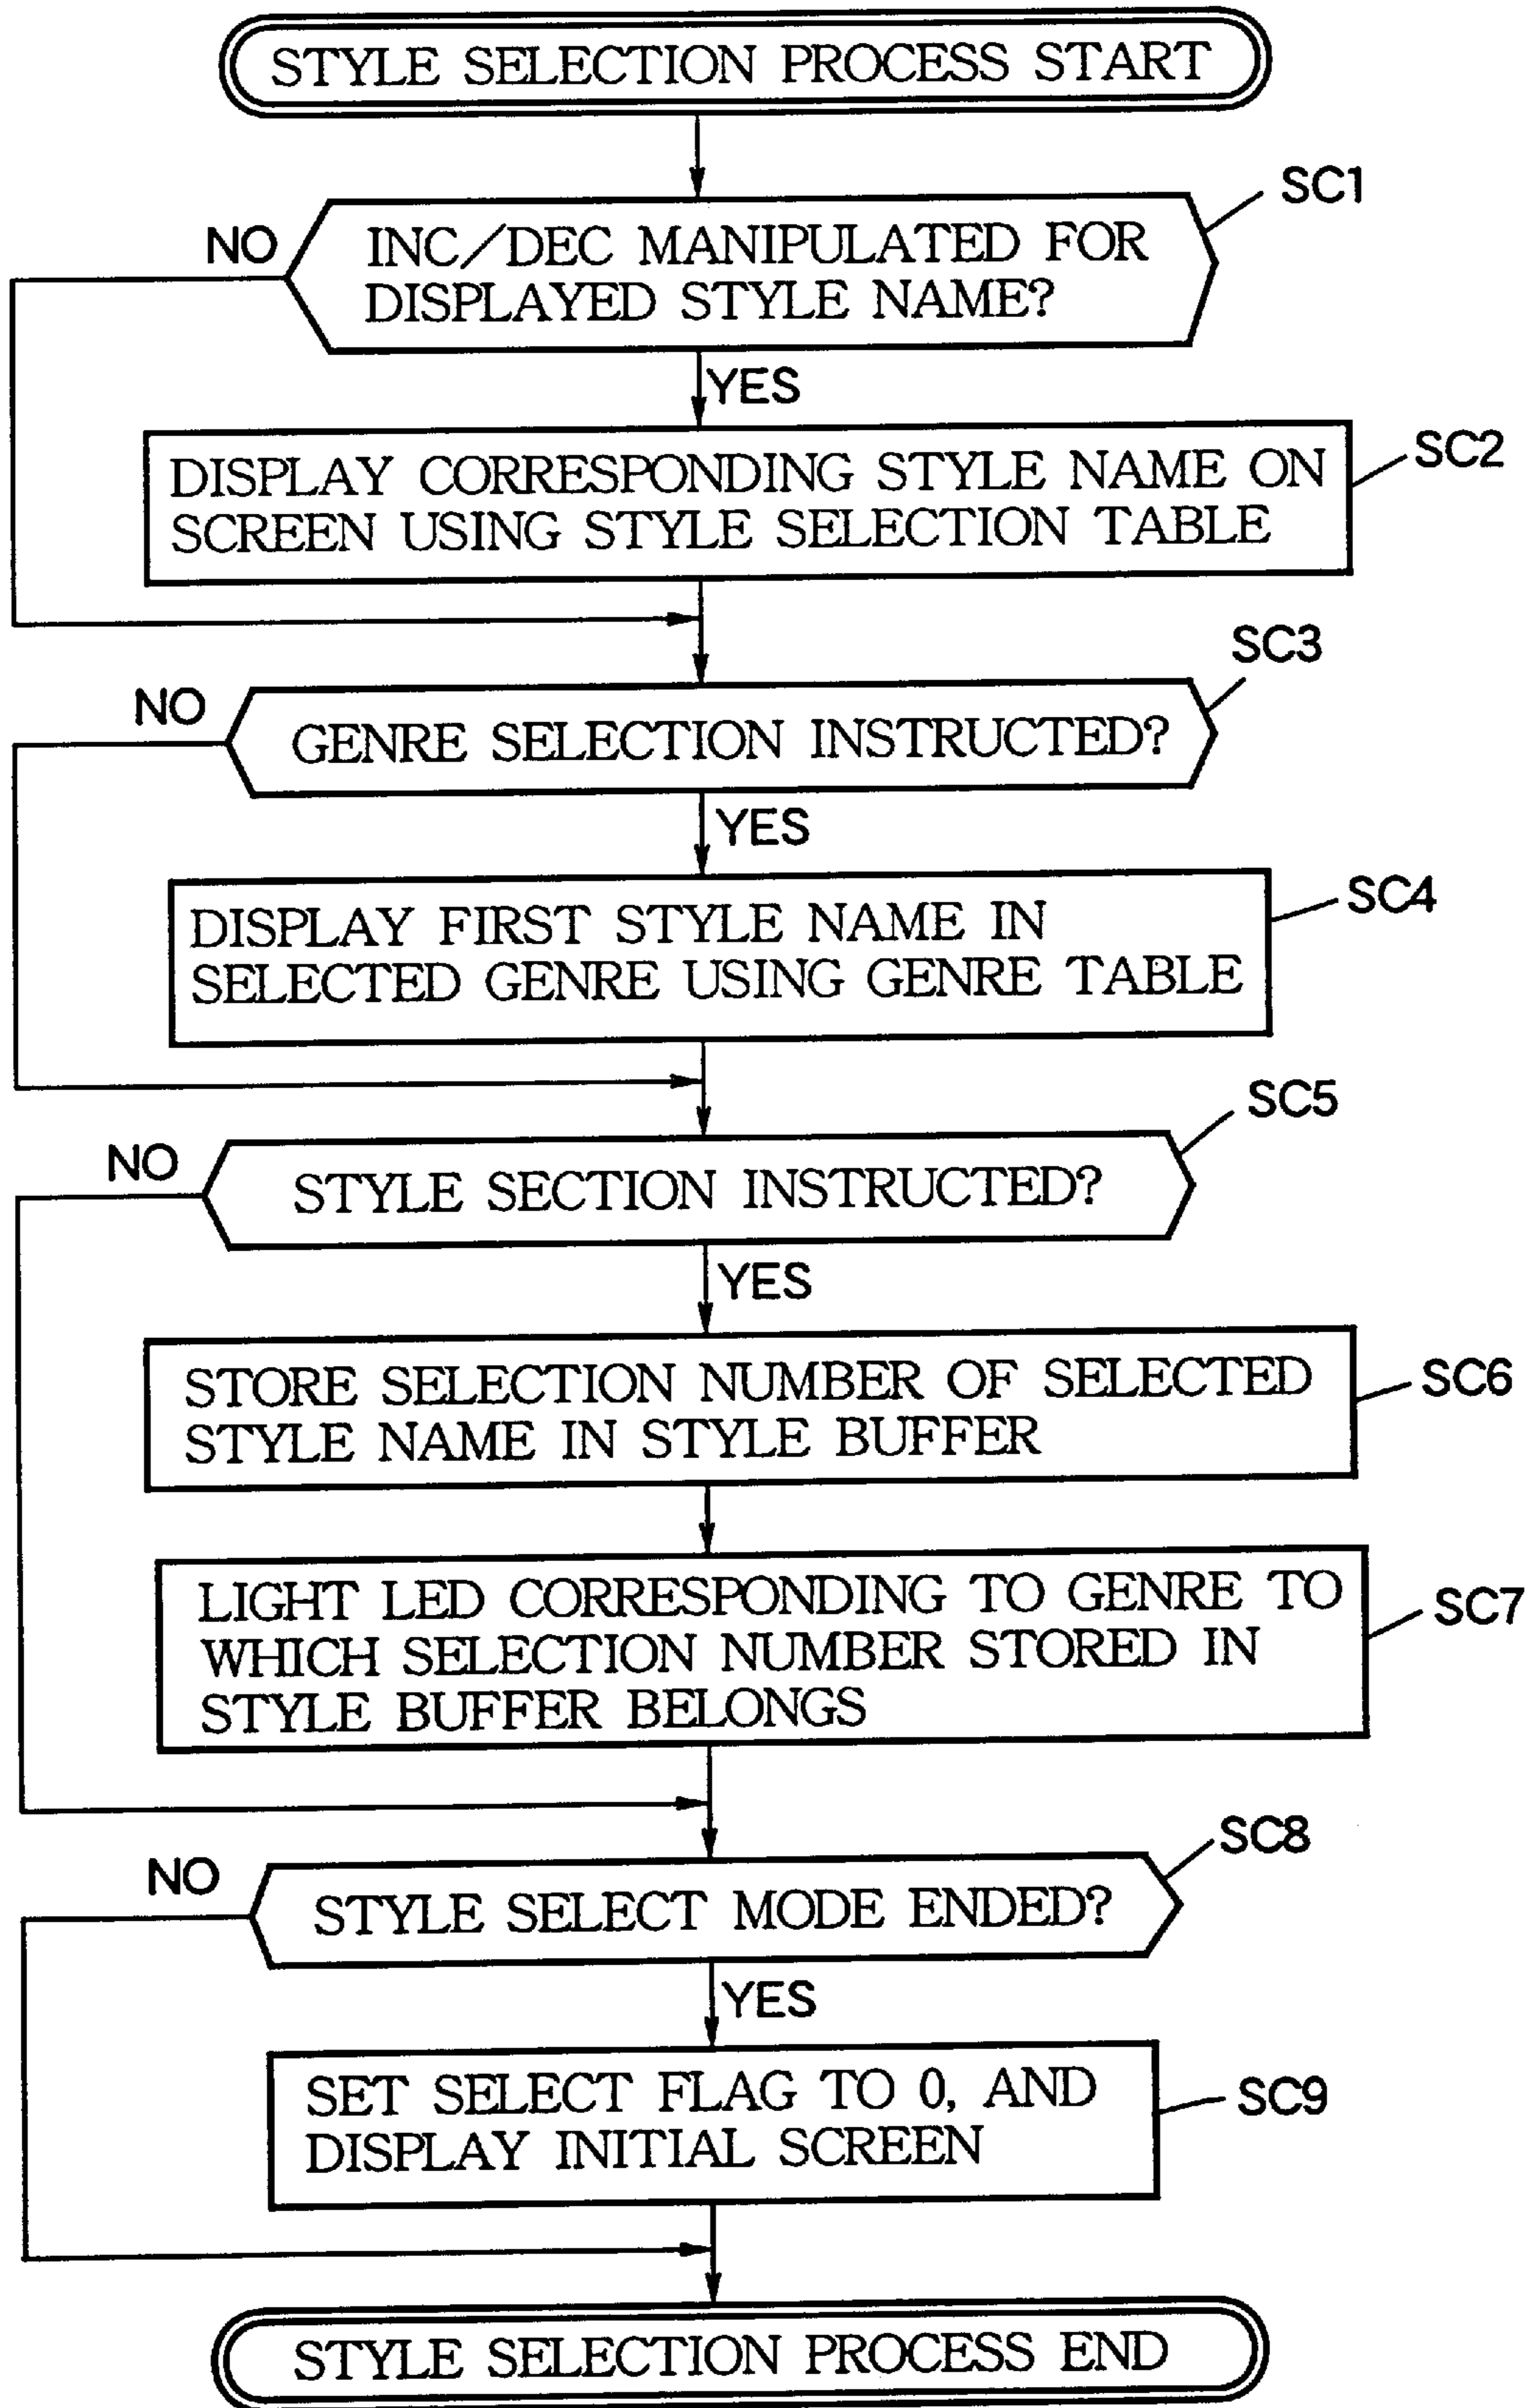 STYLE SELECTION PROCESS START
SC1
NO
INC/DEC MANIPULATED FOR
DISPLAYED STYLE NAME?
YES
SC2
DISPLAY CORRESPONDING STYLE NAME ON
SCREEN USING STYLE SELECTION TABLE
SC3
NO
GENRE SELECTION INSTRUCTED?
YES
SC4
DISPLAY FIRST STYLE NAME IN
SELECTED GENRE USING GENRE TABLE
SC5
NO
STYLE SECTION INSTRUCTED?
YES
SC6
STORE SELECTION NUMBER OF SELECTED
STYLE NAME IN STYLE BUFFER
SC7
LIGHT LED CORRESPONDING TO GENRE TO
WHICH SELECTION NUMBER STORED IN
STYLE BUFFER BELONGS
SC8
NO
STYLE SELECT MODE ENDED?
YES
SC9
SET SELECT FLAG TO 0, AND
DISPLAY INITIAL SCREEN
STYLE SELECTION PROCESS END